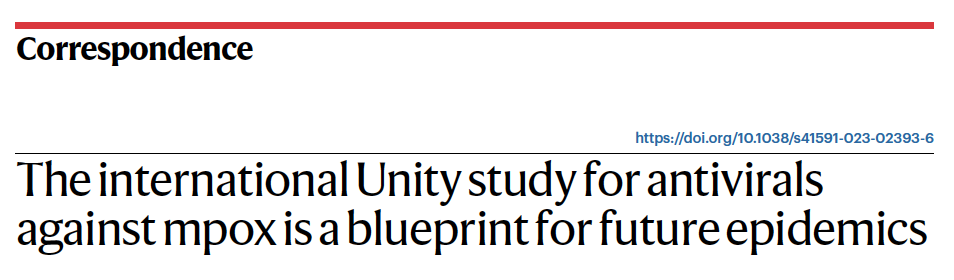 Correspondence
https://doi.org/10.1038/s41591-023-02393-6
The international Unity study for antivirals
against mpox is a blueprint for future epidemics